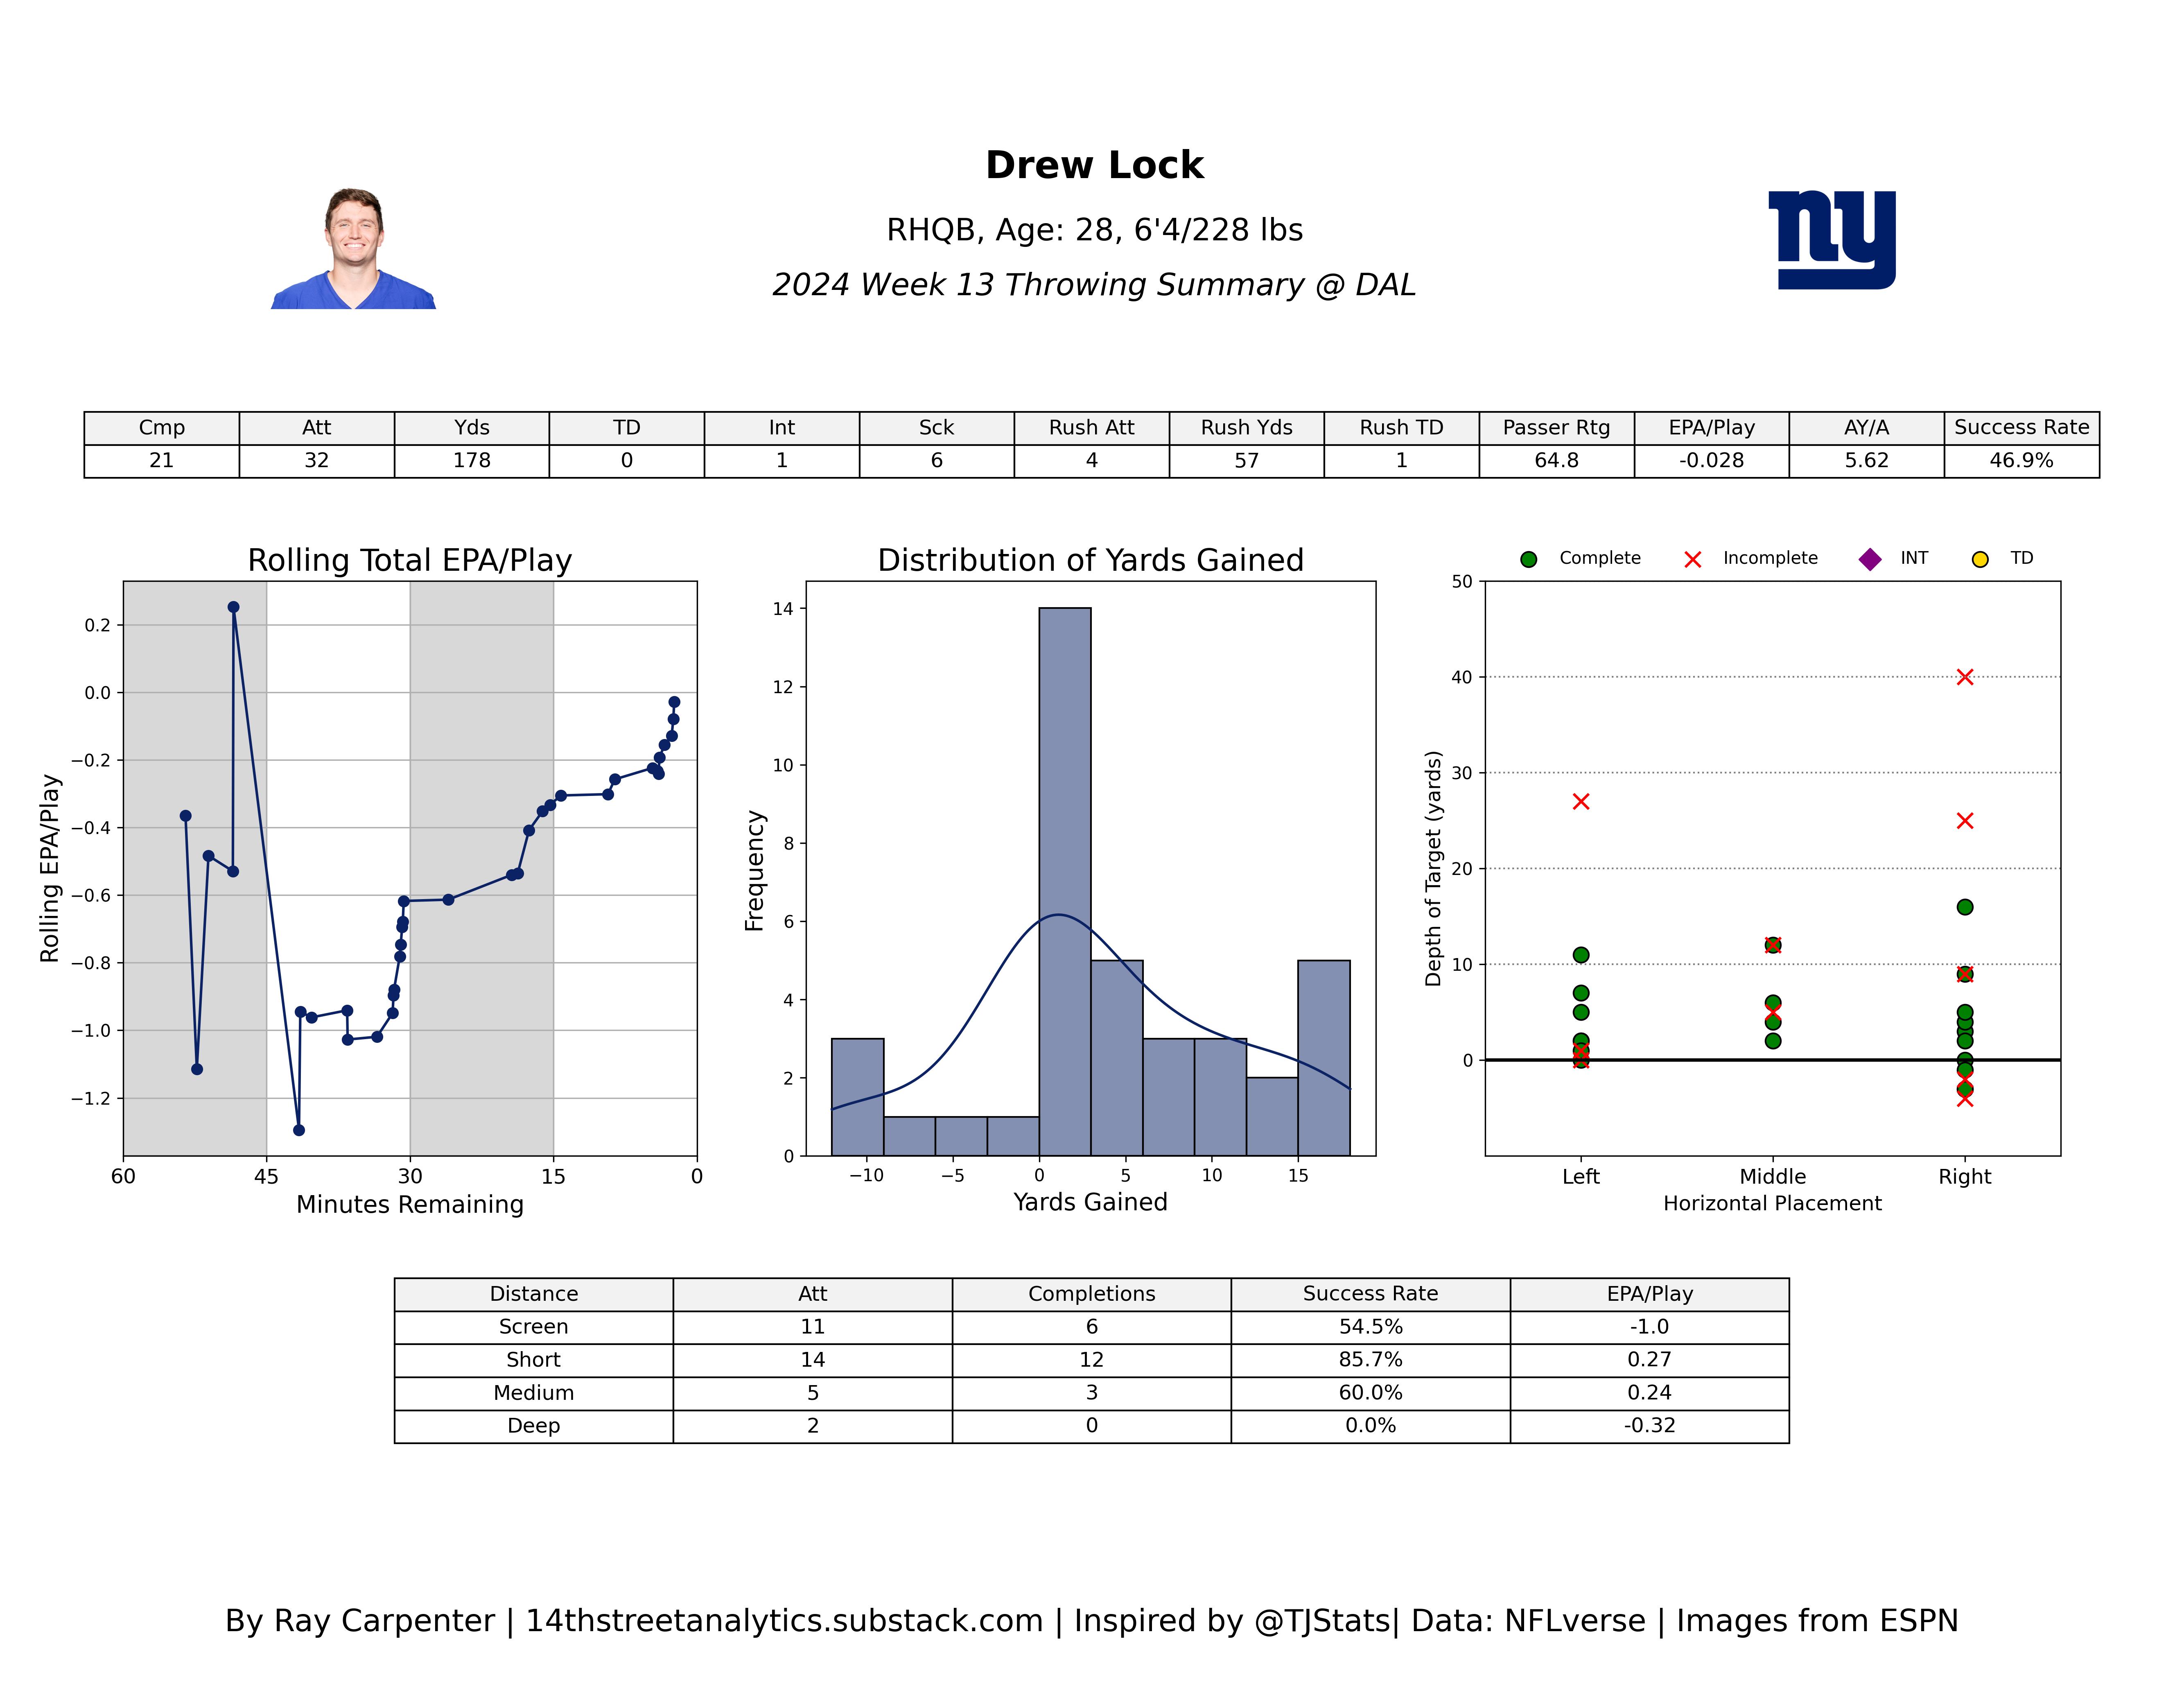 Drew Lock
RHQB, Age: 28, 6'4/228 lbs
2024 Week 13 Throwing Summary @ DAL
ny
Cmp Att Yds TD Int Sck Rush Att Rush Yds Rush TD Passer Rtg EPA/Play AY/A Success Rate
21 32 178 0 1 6 4 57 1 64.8 -0.028 5.62 46.9%
Rolling Total EPA/Play
0.2
0.0
−0.2
−0.4
−0.6
−0.8
−1.0
−1.2
Rolling EPA/Play
60 45 30 15 0
Minutes Remaining
Distribution of Yards Gained
14
12
10
8
6
4
2
0
Frequency
−10 −5 0 5 10 15
Yards Gained
Complete Incomplete INT TD
50
40
30
20
10
0
Depth of Target (yards)
Left Middle Right
Horizontal Placement
Distance Att Completions Success Rate EPA/Play
Screen 11 6 54.5% -1.0
Short 14 12 85.7% 0.27
Medium 5 3 60.0% 0.24
Deep 2 0 0.0% -0.32
By Ray Carpenter | 14thstreetanalytics.substack.com | Inspired by @TJStats| Data: NFLverse | Images from ESPN